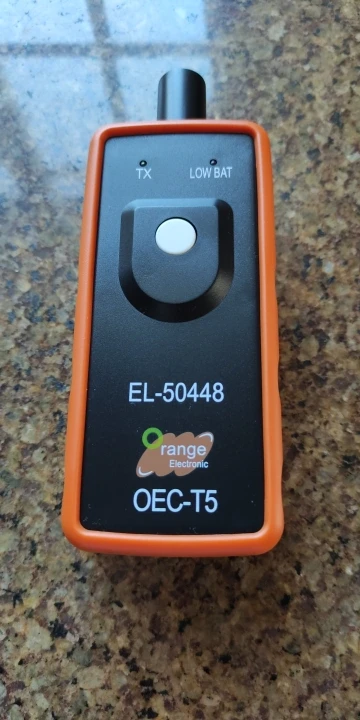 TX LOW BAT
EL-50448
Orange
Electronic
OEC-T5